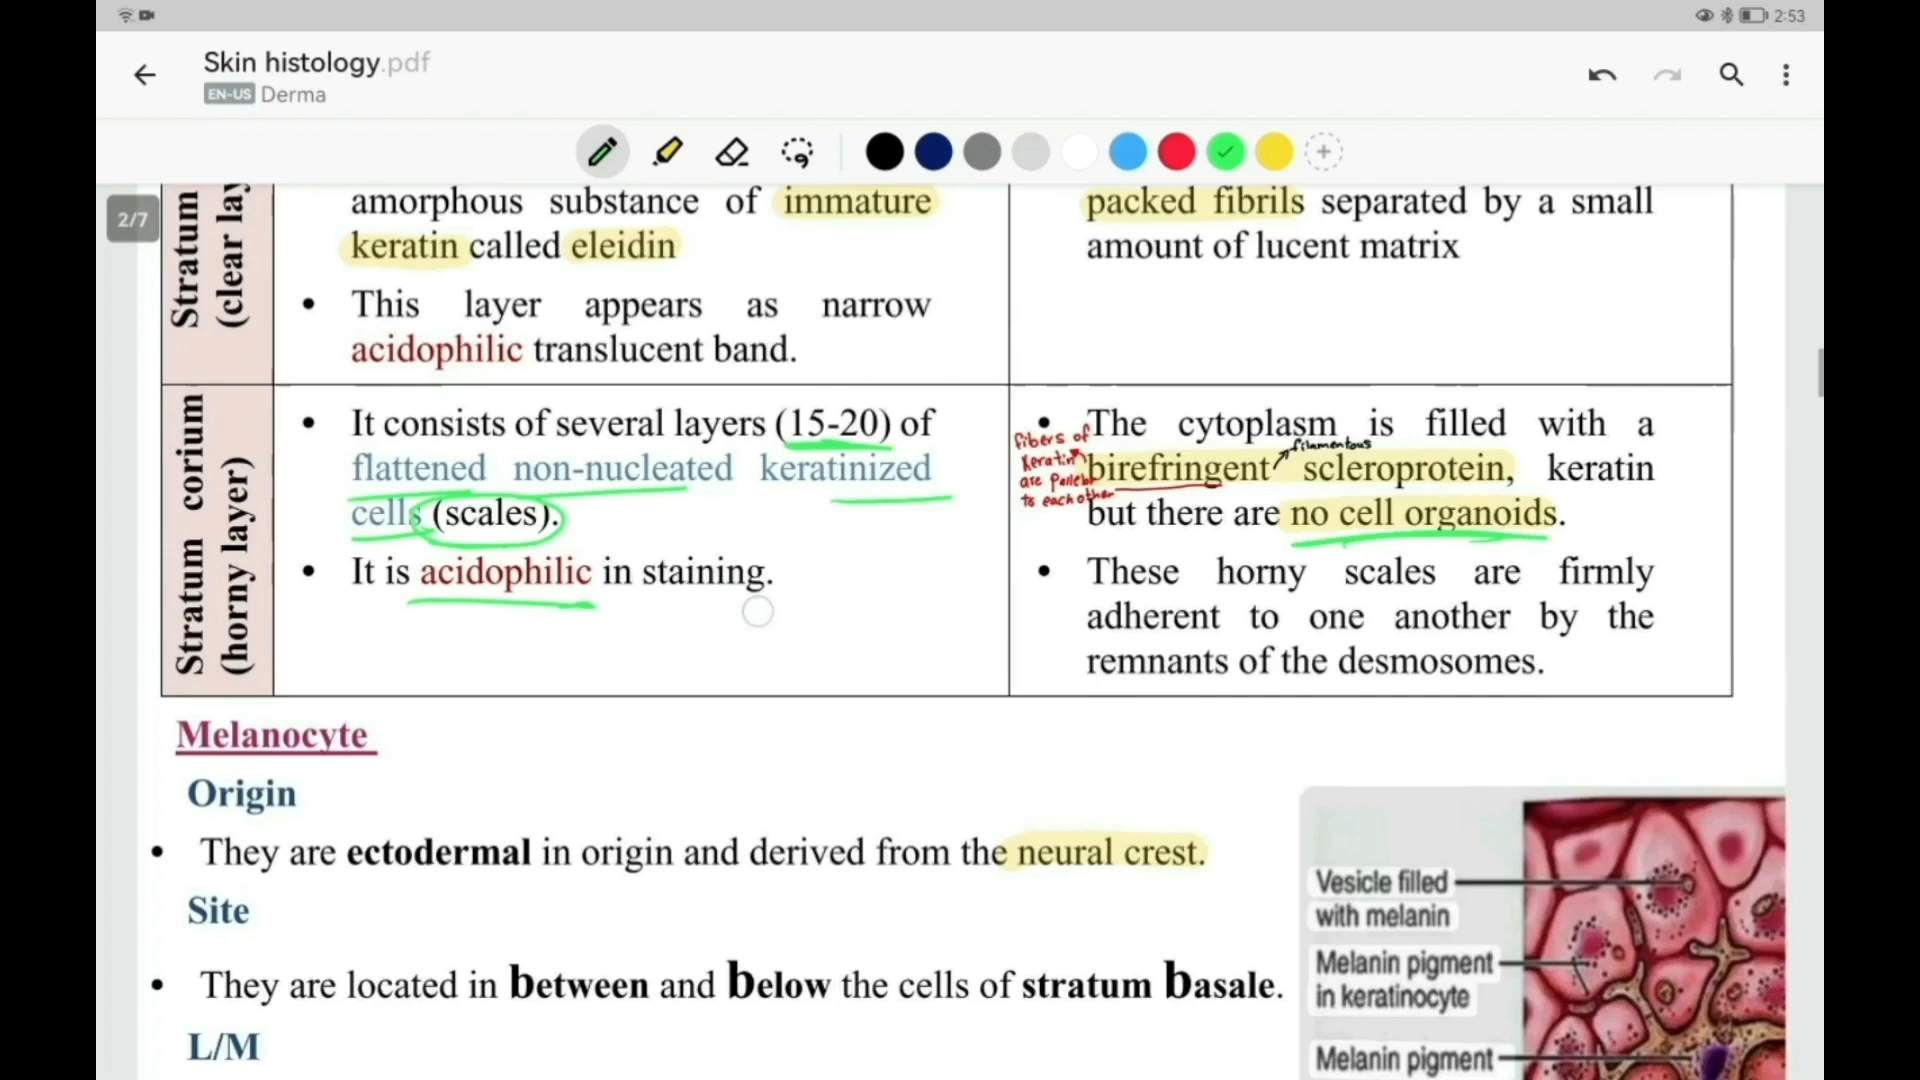 2:53
Skin histology.pdf
EN-US Derma
2/7
Stratum
(clear lay
amorphous substance of immature
keratin called eleidin
• This layer appears as narrow
acidophilic translucent band.
packed fibrils separated by a small
amount of lucent matrix
Stratum corium
(horny layer)
• It consists of several layers (15-20) of
flattened non-nucleated keratinized
cells (scales).
• It is acidophilic in staining.
• The cytoplasm is filled with a
birefringent scleroprotein, keratin
but there are no cell organoids.
filamentous
fibers of
Keratin
are parellel
to each other
• These horny scales are firmly
adherent to one another by the
remnants of the desmosomes.
Melanocyte
Origin
• They are ectodermal in origin and derived from the neural crest.
Site
• They are located in between and below the cells of stratum basale.
L/M
Vesicle filled
with melanin
Melanin pigment
in keratinocyte
Melanin pigment